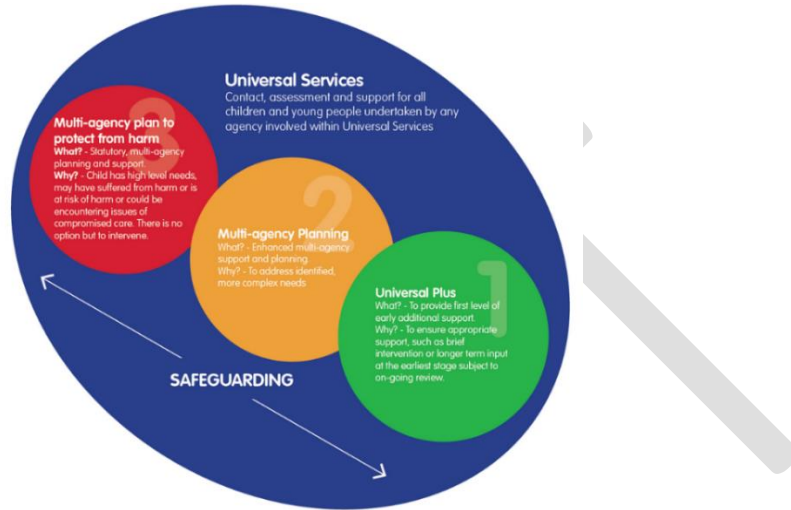 Universal Services
Contact, assessment and support for all
children and young people undertaken by any
agency involved within Universal Services
3
Multi-agency plan to
protect from harm
What? - Statutory, multi-agency
planning and support.
Why? - Child has high level needs,
may have suffered from harm or is
at risk of harm or could be
encountering issues of
compromised care. There is no
option but to intervene.
2
Multi-agency Planning
What? - Enhanced multi-agency
support and planning
Why? - To address identified,
more complex needs
1
Universal Plus
What? - To provide first level of
early additional support.
Why? - To ensure appropriate
support, such as brief
intervention or longer term input
at the earliest stage subject to
on-going review.
SAFEGUARDING